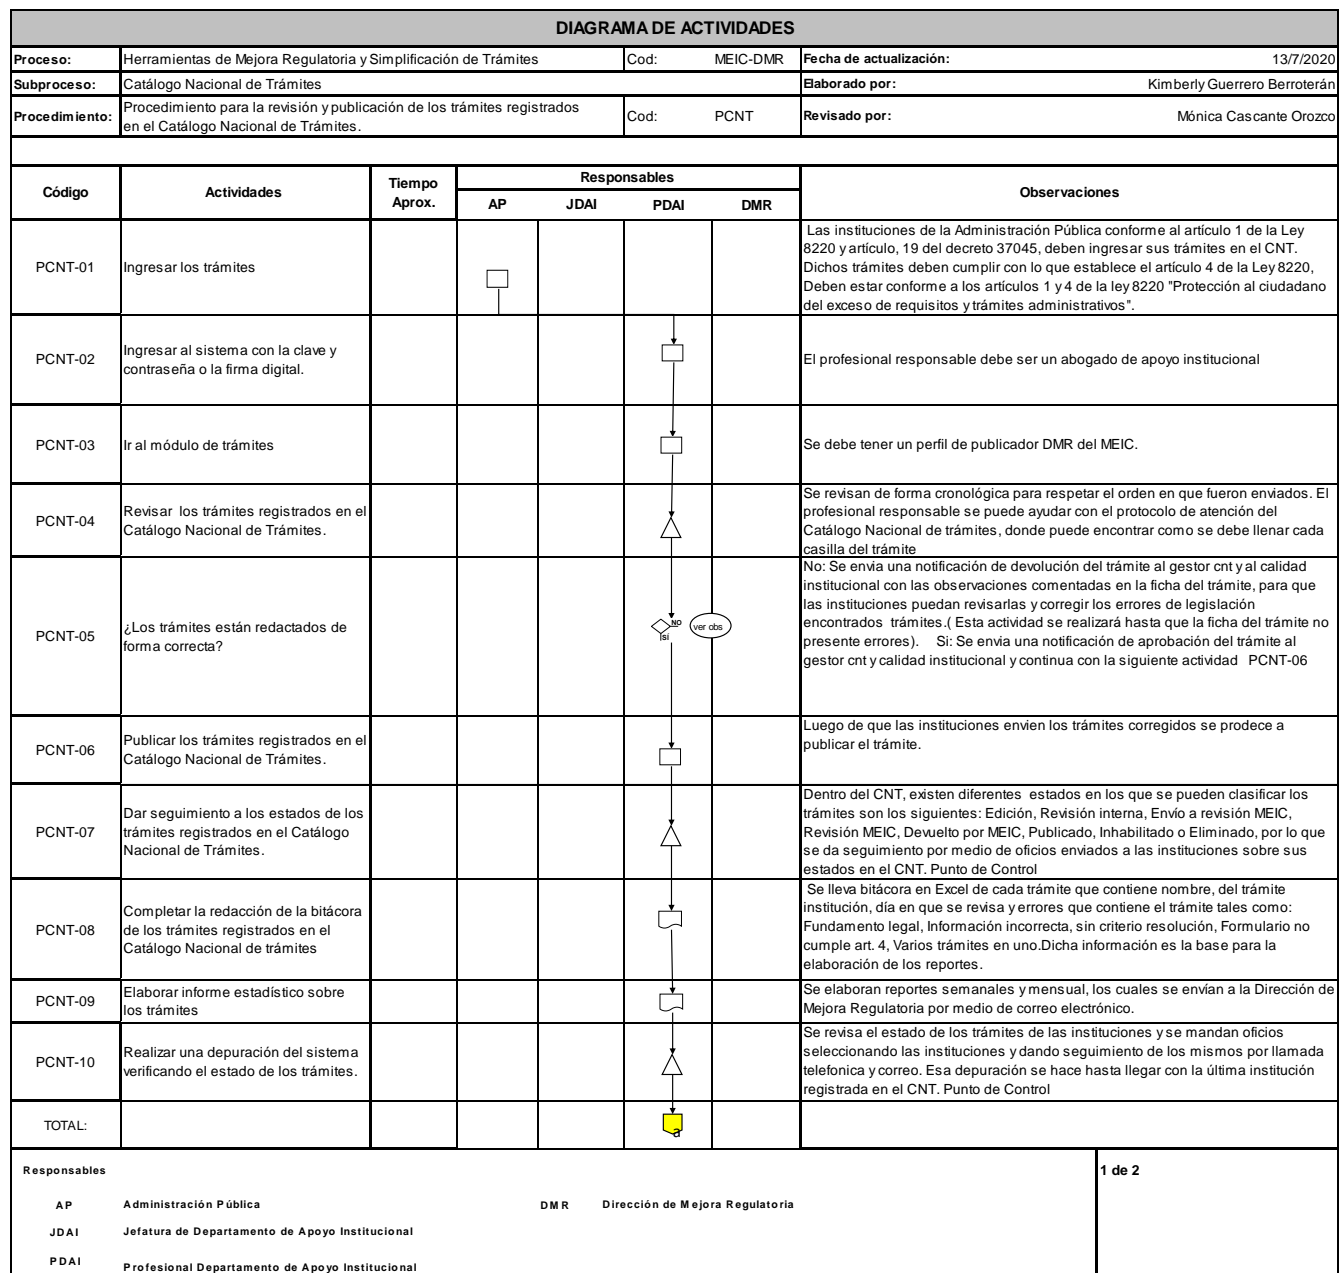 DIAGRAMA DE ACTIVIDADES
Proceso: Herramientas de Mejora Regulatoria y Simplificación de Trámites Cod: MEIC-DMR Fecha de actualización: 13/7/2020
Subproceso: Catálogo Nacional de Trámites Elaborado por: Kimberly Guerrero Berroterán
Procedimiento: Procedimiento para la revisión y publicación de los trámites registrados
en el Catálogo Nacional de Trámites. Cod: PCNT Revisado por: Mónica Cascante Orozco
Código Actividades Tiempo Aprox. Responsables Observaciones
AP JDAI PDAI DMR
PCNT-01 Ingresar los trámites
Las instituciones de la Administración Pública conforme al artículo 1 de la Ley
8220 y artículo, 19 del decreto 37045, deben ingresar sus trámites en el CNT.
Dichos trámites deben cumplir con lo que establece el artículo 4 de la Ley 8220,
Deben estar conforme a los artículos 1 y 4 de la ley 8220 "Protección al ciudadano
del exceso de requisitos y trámites administrativos".
PCNT-02
Ingresar al sistema con la clave y
contraseña o la firma digital.
El profesional responsable debe ser un abogado de apoyo institucional
PCNT-03 Ir al módulo de trámites
Se debe tener un perfil de publicador DMR del MEIC.
PCNT-04
Revisar los trámites registrados en el
Catálogo Nacional de Trámites.
Se revisan de forma cronológica para respetar el orden en que fueron enviados. El
profesional responsable se puede ayudar con el protocolo de atención del
Catálogo Nacional de trámites, donde puede encontrar como se debe llenar cada
casilla del trámite
PCNT-05
¿Los trámites están redactados de
forma correcta?
NO
SÍ
ver obs
No: Se envia una notificación de devolución del trámite al gestor cnt y al calidad
institucional con las observaciones comentadas en la ficha del trámite, para que
las instituciones puedan revisarlas y corregir los errores de legislación
encontrados trámites.( Esta actividad se realizará hasta que la ficha del trámite no
presente errores). Si: Se envia una notificación de aprobación del trámite al
gestor cnt y calidad institucional y continua con la siguiente actividad PCNT-06
PCNT-06
Publicar los trámites registrados en el
Catálogo Nacional de Trámites.
Luego de que las instituciones envien los trámites corregidos se prodece a
publicar el trámite.
PCNT-07
Dar seguimiento a los estados de los
trámites registrados en el Catálogo
Nacional de Trámites.
Dentro del CNT, existen diferentes estados en los que se pueden clasificar los
trámites son los siguientes: Edición, Revisión interna, Envío a revisión MEIC,
Revisión MEIC, Devuelto por MEIC, Publicado, Inhabilitado o Eliminado, por lo que
se da seguimiento por medio de oficios enviados a las instituciones sobre sus
estados en el CNT. Punto de Control
PCNT-08
Completar la redacción de la bitácora
de los trámites registrados en el
Catálogo Nacional de trámites
Se lleva bitácora en Excel de cada trámite que contiene nombre, del trámite
institución, día en que se revisa y errores que contiene el trámite tales como:
Fundamento legal, Información incorrecta, sin criterio resolución, Formulario no
cumple art. 4, Varios trámites en uno.Dicha información es la base para la
elaboración de los reportes.
PCNT-09
Elaborar informe estadístico sobre
los trámites
Se elaboran reportes semanales y mensual, los cuales se envían a la Dirección de
Mejora Regulatoria por medio de correo electrónico.
PCNT-10
Realizar una depuración del sistema
verificando el estado de los trámites.
Se revisa el estado de los trámites de las instituciones y se mandan oficios
seleccionando las instituciones y dando seguimiento de los mismos por llamada
telefonica y correo. Esa depuración se hace hasta llegar con la última institución
registrada en el CNT. Punto de Control
TOTAL:
a
Responsables
1 de 2
AP Administración Pública DMR Dirección de Mejora Regulatoria
JDAI Jefatura de Departamento de Apoyo Institucional
PDAI Profesional Departamento de Apoyo Institucional